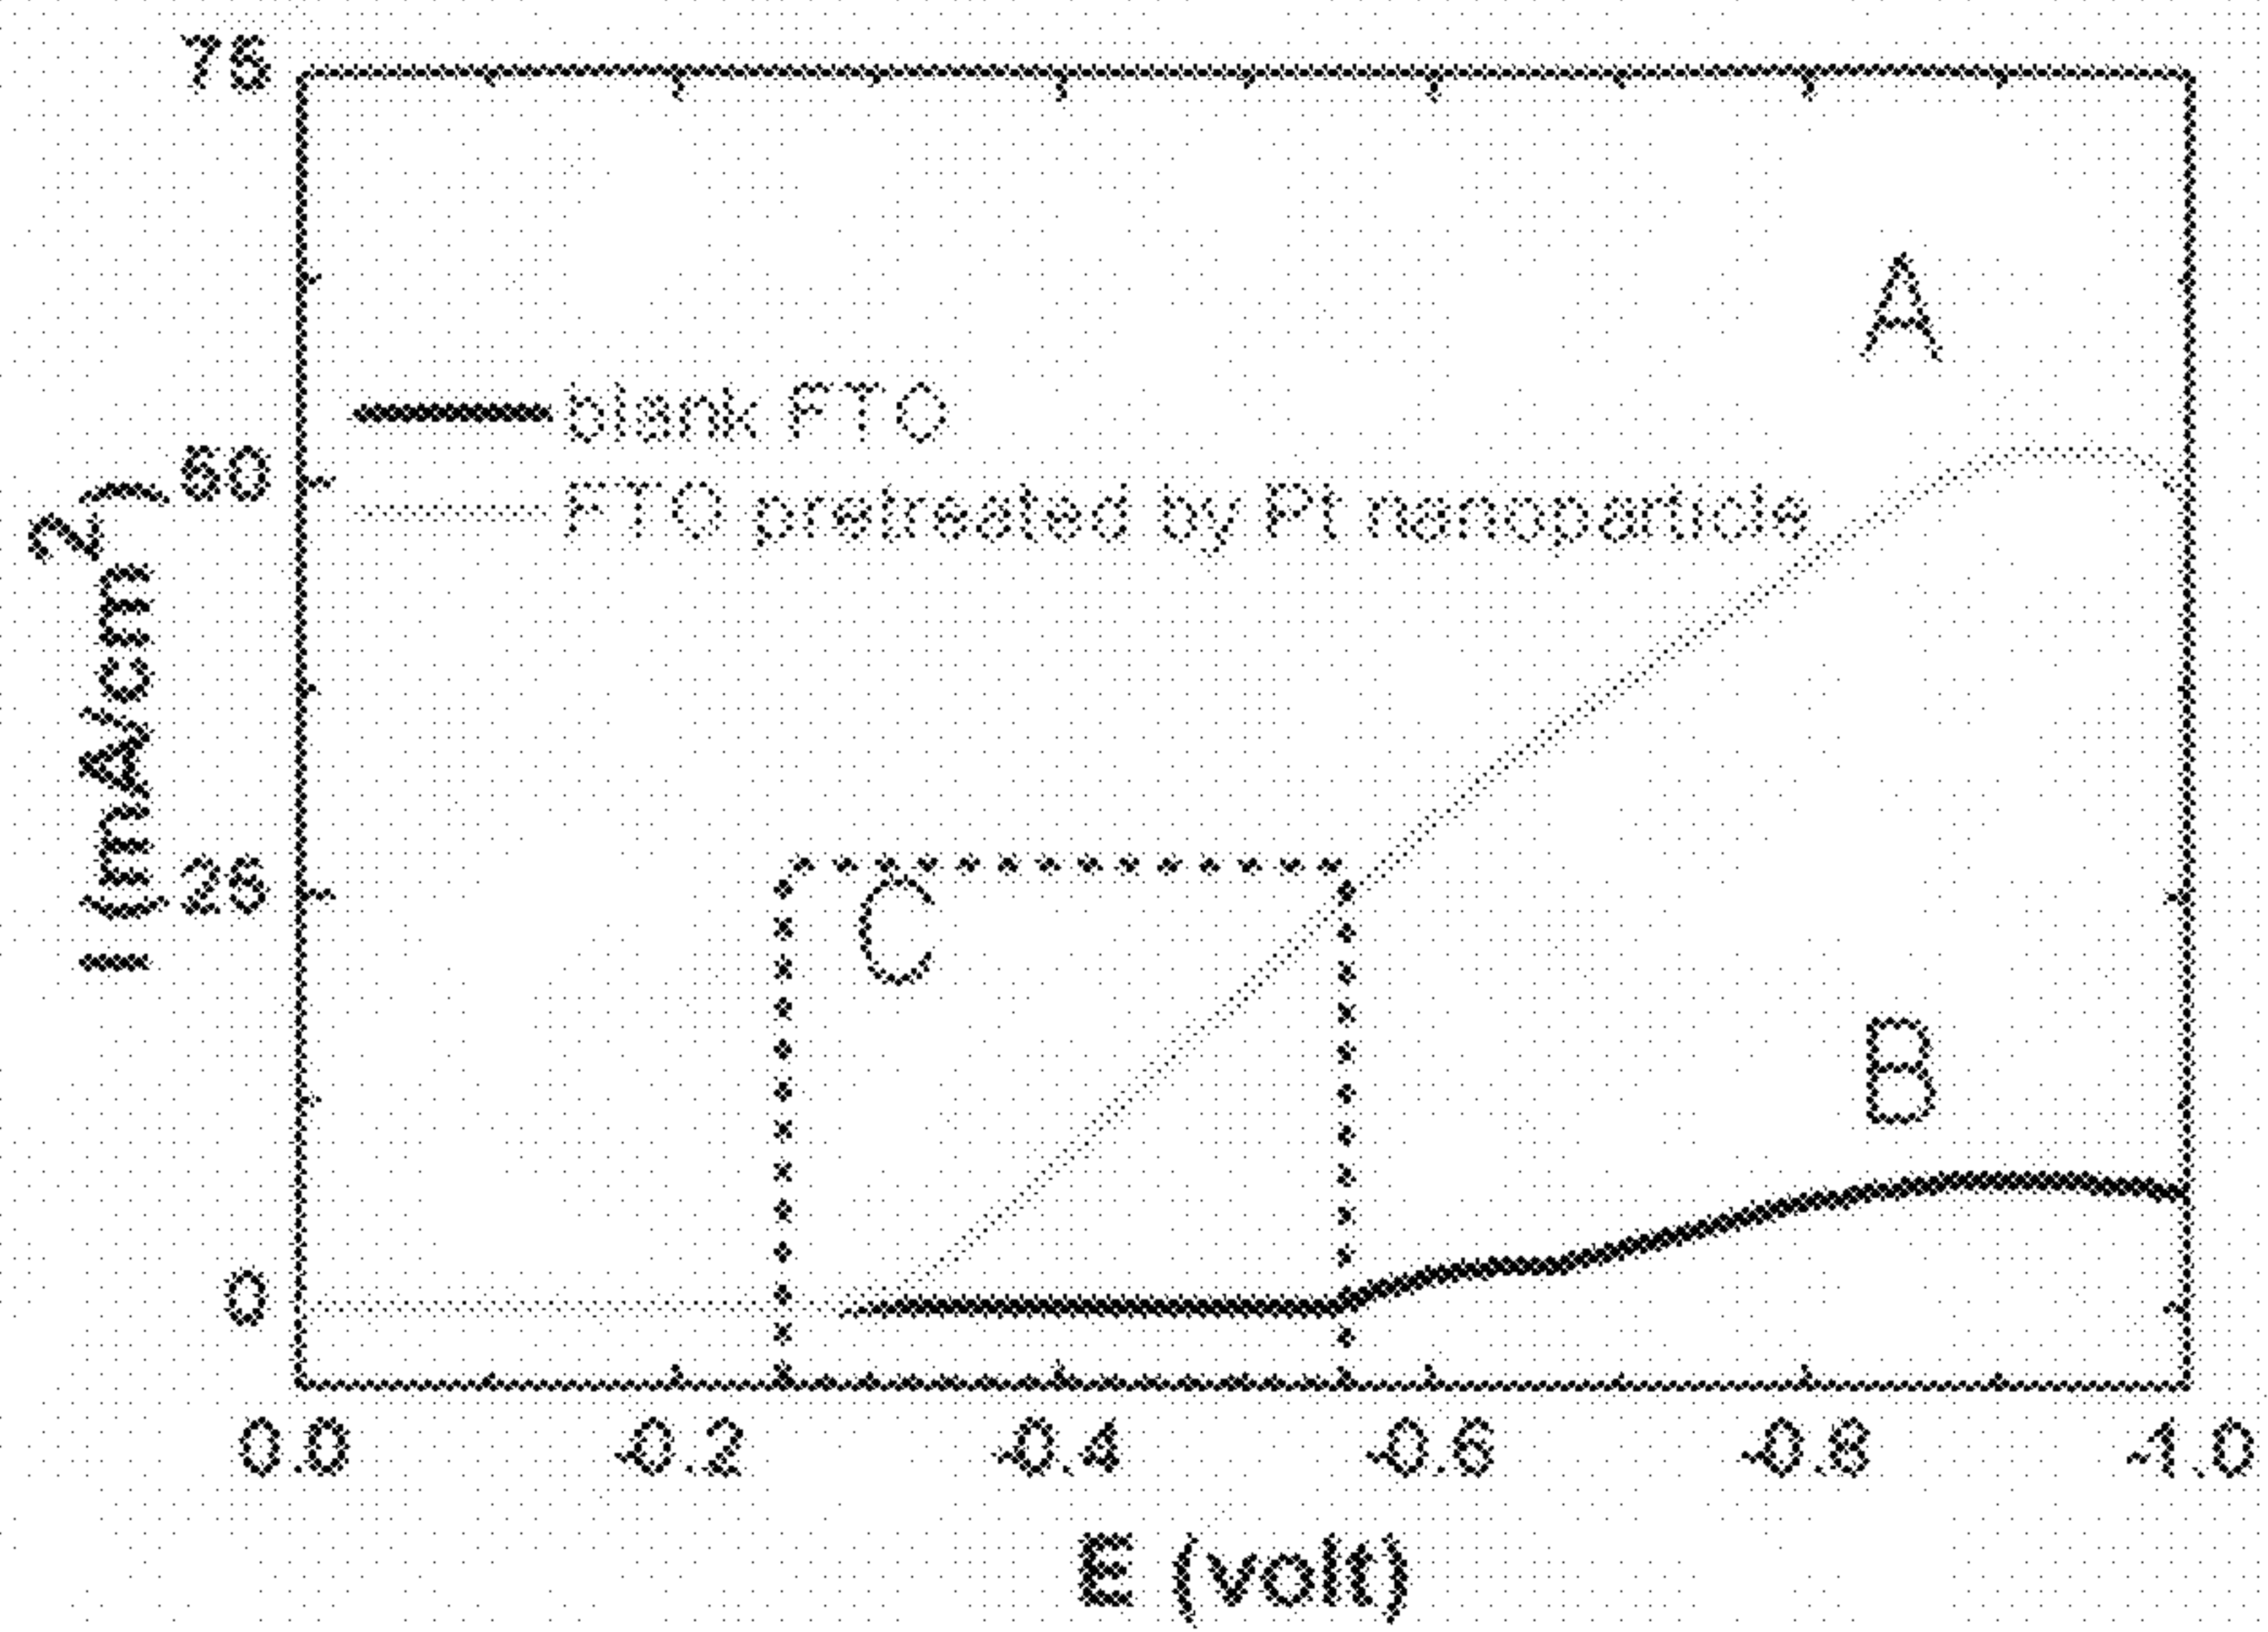 75
A
blank FTO
50
FTO pretreated by Pt nanoparticle
I (mA/cm2)
25
C
B
0
0.0 -0.2 -0.4 -0.6 -0.8 -1.0
E (volt)